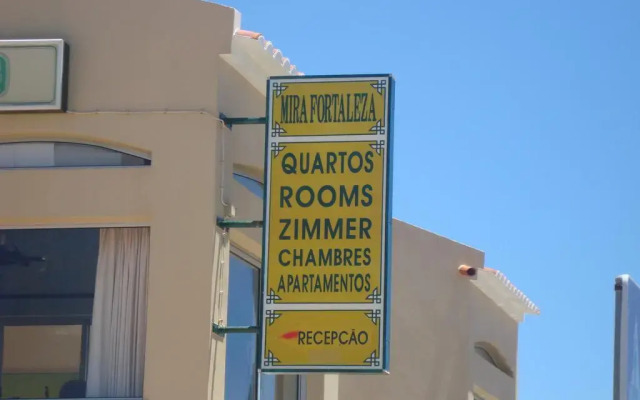 MIRA FORTALEZA
QUARTOS
ROOMS
ZIMMER
CHAMBRES
APARTAMENTOS
RECEPCÃO